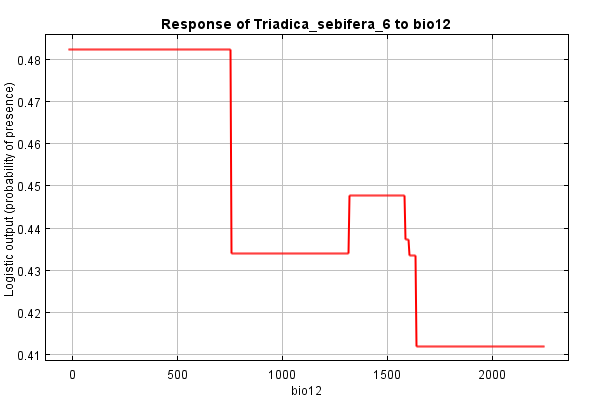 Response of Triadica_sebifera_6 to bio12
Logistic output (probability of presence)
0.48
0.47
0.46
0.45
0.44
0.43
0.42
0.41
0 500 1000 1500 2000
bio12